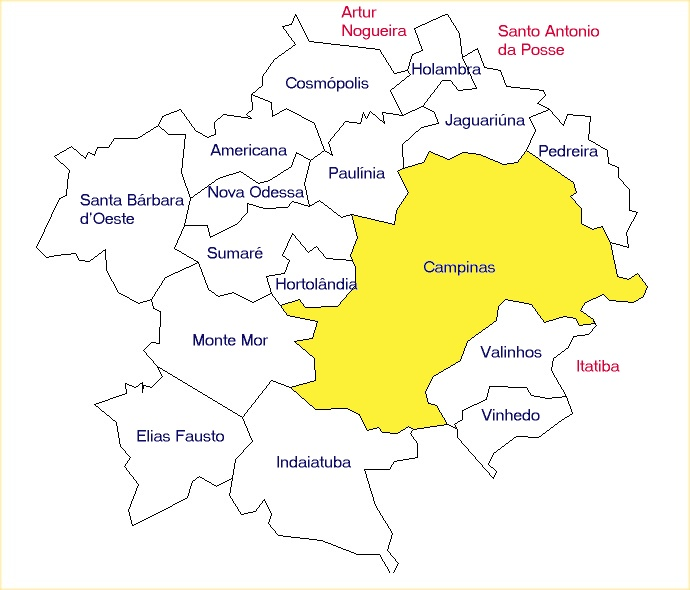 Artur
Nogueira
Santo Antonio
da Posse
Holambra
Cosmópolis
Jaguariúna
Americana
Pedreira
Paulínia
Nova Odessa
Santa Bárbara
d'Oeste
Sumaré
Campinas
Hortolândia
Monte Mor
Valinhos
Itatiba
Vinhedo
Elias Fausto
Indaiatuba